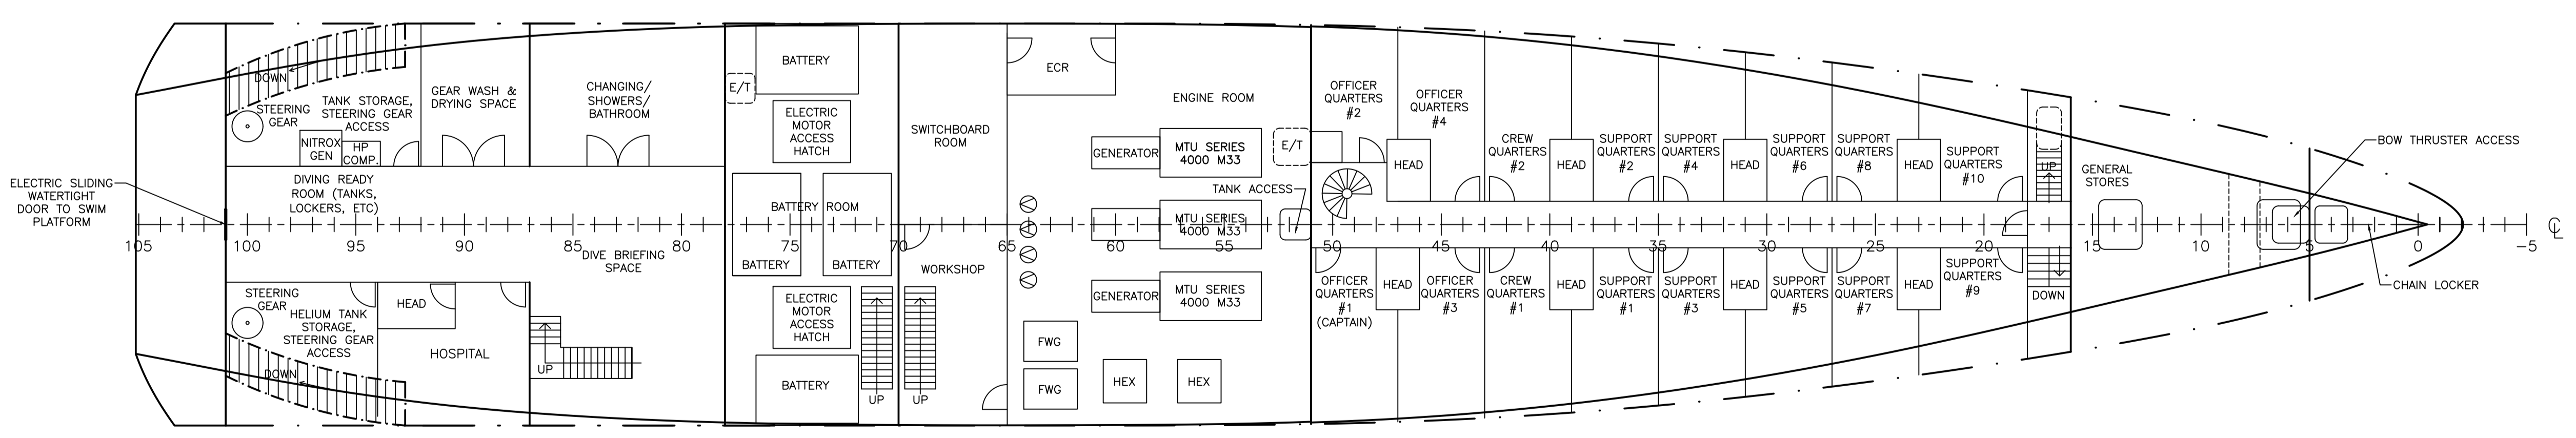 DOWN
STEERING
GEAR
TANK STORAGE,
STEERING GEAR
ACCESS
NITROX
GEN
HP
COMP.
GEAR WASH &
DRYING SPACE
CHANGING/
SHOWERS/
BATHROOM
E/T
BATTERY
ELECTRIC
MOTOR
ACCESS
HATCH
SWITCHBOARD
ROOM
ECR
ENGINE ROOM
GENERATOR
MTU SERIES
4000 M33
E/T
TANK ACCESS
OFFICER
QUARTERS
#2
OFFICER
QUARTERS
#4
HEAD
CREW
QUARTERS
#2
HEAD
SUPPORT
QUARTERS
#2
SUPPORT
QUARTERS
#4
HEAD
SUPPORT
QUARTERS
#6
SUPPORT
QUARTERS
#8
HEAD
SUPPORT
QUARTERS
#10
UP
GENERAL
STORES
BOW THRUSTER ACCESS
ELECTRIC SLIDING
WATERTIGHT
DOOR TO SWIM
PLATFORM
DIVING READY
ROOM (TANKS,
LOCKERS, ETC)
BATTERY ROOM
MTU SERIES
4000 M33
105 100 95 90 85 80 75 70 65 60 55 50 45 40 35 30 25 20 15 10 5 0 -5
CL
DIVE BRIEFING
SPACE
BATTERY
BATTERY
WORKSHOP
STEERING
GEAR
HELIUM TANK
STORAGE,
STEERING GEAR
ACCESS
DOWN
HEAD
HOSPITAL
UP
ELECTRIC
MOTOR
ACCESS
HATCH
BATTERY
UP
UP
GENERATOR
MTU SERIES
4000 M33
FWG
FWG
HEX
HEX
OFFICER
QUARTERS
#1
(CAPTAIN)
HEAD
OFFICER
QUARTERS
#3
CREW
QUARTERS
#1
HEAD
SUPPORT
QUARTERS
#1
SUPPORT
QUARTERS
#3
HEAD
SUPPORT
QUARTERS
#5
SUPPORT
QUARTERS
#7
HEAD
SUPPORT
QUARTERS
#9
DOWN
CHAIN LOCKER